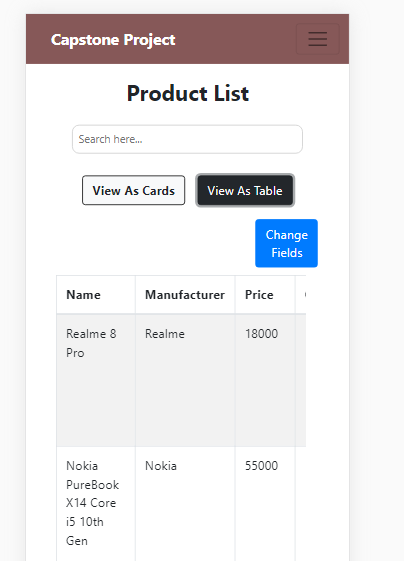 Capstone Project
Product List
Search here...
View As Cards View As Table
Change
Fields
Name Manufacturer Price
Realme 8 Realme 18000
Pro
Nokia Nokia 55000
PureBook
X14 Core
i5 10th
Gen